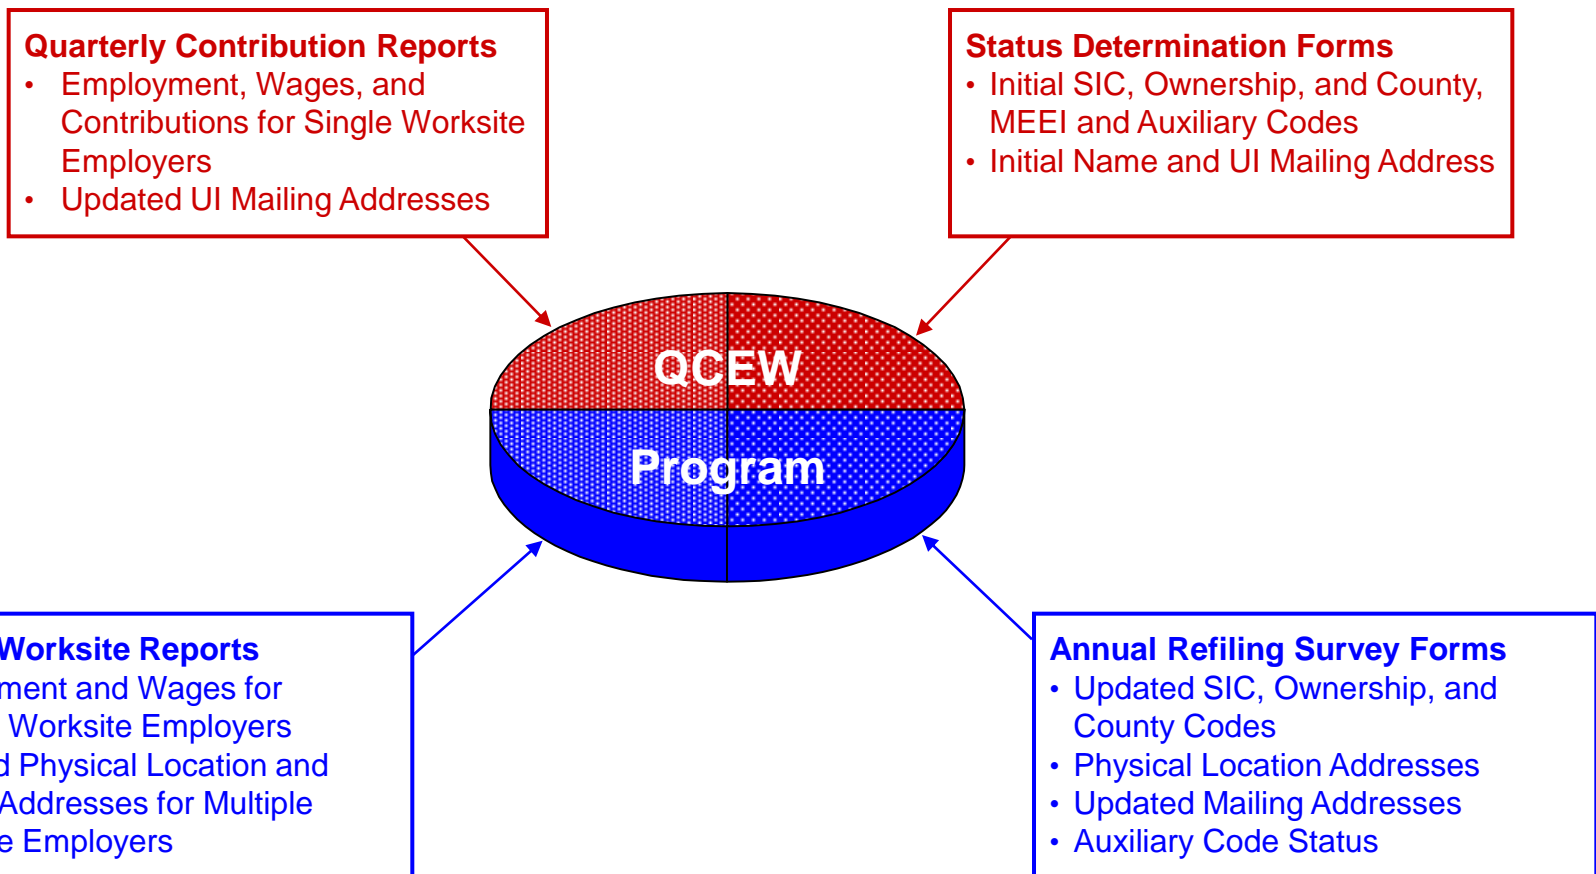 Quarterly Contribution Reports
• Employment, Wages, and
Contributions for Single Worksite
Employers
• Updated UI Mailing Addresses
Status Determination Forms
• Initial SIC, Ownership, and County,
MEEI and Auxiliary Codes
• Initial Name and UI Mailing Address
QCEW
Program
Worksite Reports
and Wages for
Worksite Employers
Physical Location and
Addresses for Multiple
Employers
Annual Refiling Survey Forms
• Updated SIC, Ownership, and
County Codes
• Physical Location Addresses
• Updated Mailing Addresses
• Auxiliary Code Status